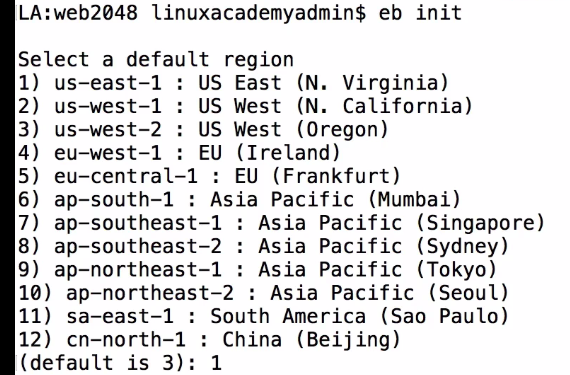 LA:web2048 linuxacademyadmin$ eb init
Select a default region
1) us-east-1 : US East (N. Virginia)
2) us-west-1 : US West (N. California)
3) us-west-2 : US West (Oregon)
4) eu-west-1 : EU (Ireland)
5) eu-central-1 : EU (Frankfurt)
6) ap-south-1 : Asia Pacific (Mumbai)
7) ap-southeast-1 : Asia Pacific (Singapore)
8) ap-southeast-2 : Asia Pacific (Sydney)
9) ap-northeast-1 : Asia Pacific (Tokyo)
10) ap-northeast-2 : Asia Pacific (Seoul)
11) sa-east-1 : South America (Sao Paulo)
12) cn-north-1 : China (Beijing)
(default is 3): 1